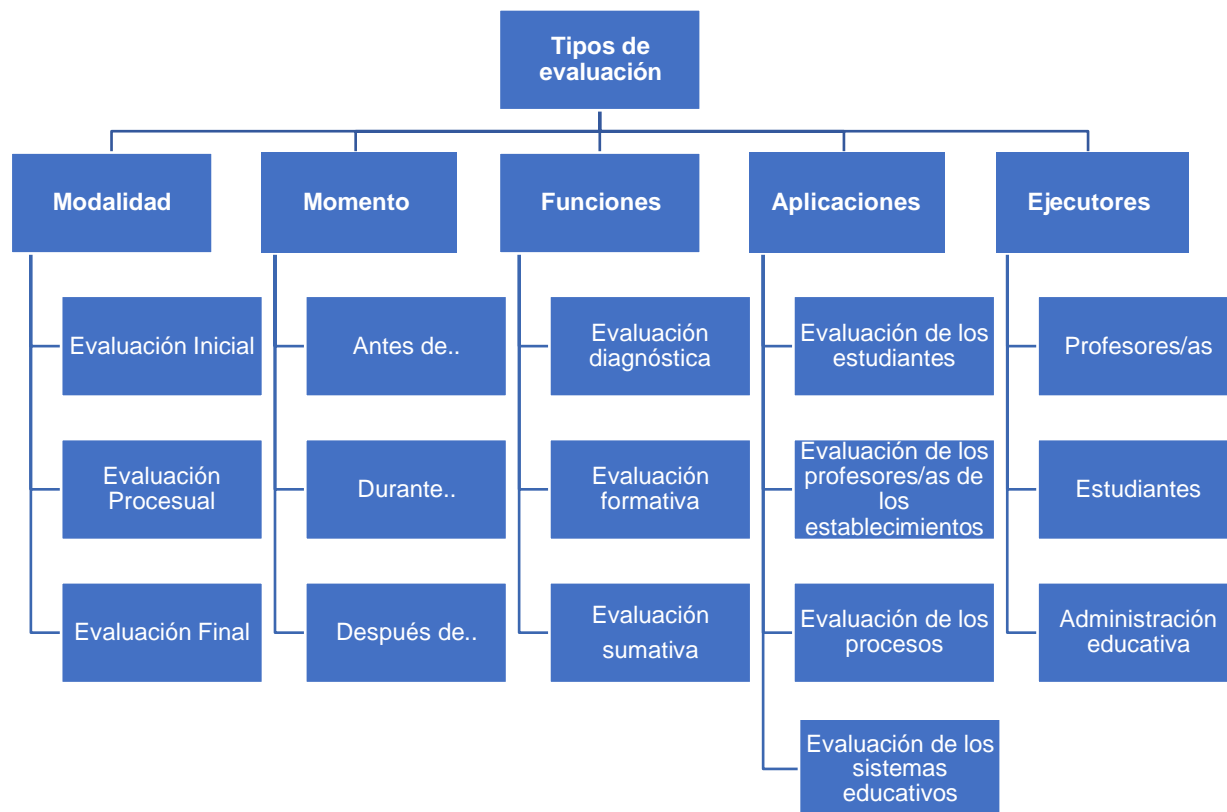 Tipos de
evaluación
Modalidad
Momento
Funciones
Aplicaciones
Ejecutores
Evaluación Inicial
Antes de..
Evaluación
diagnóstica
Evaluación de los
estudiantes
Profesores/as
Evaluación
Procesual
Durante..
Evaluación
formativa
Evaluación de los
profesores/as de
los
establecimientos
Estudiantes
Evaluación Final
Después de..
Evaluación
sumativa
Evaluación de los
procesos
Administración
educativa
Evaluación de los
sistemas
educativos